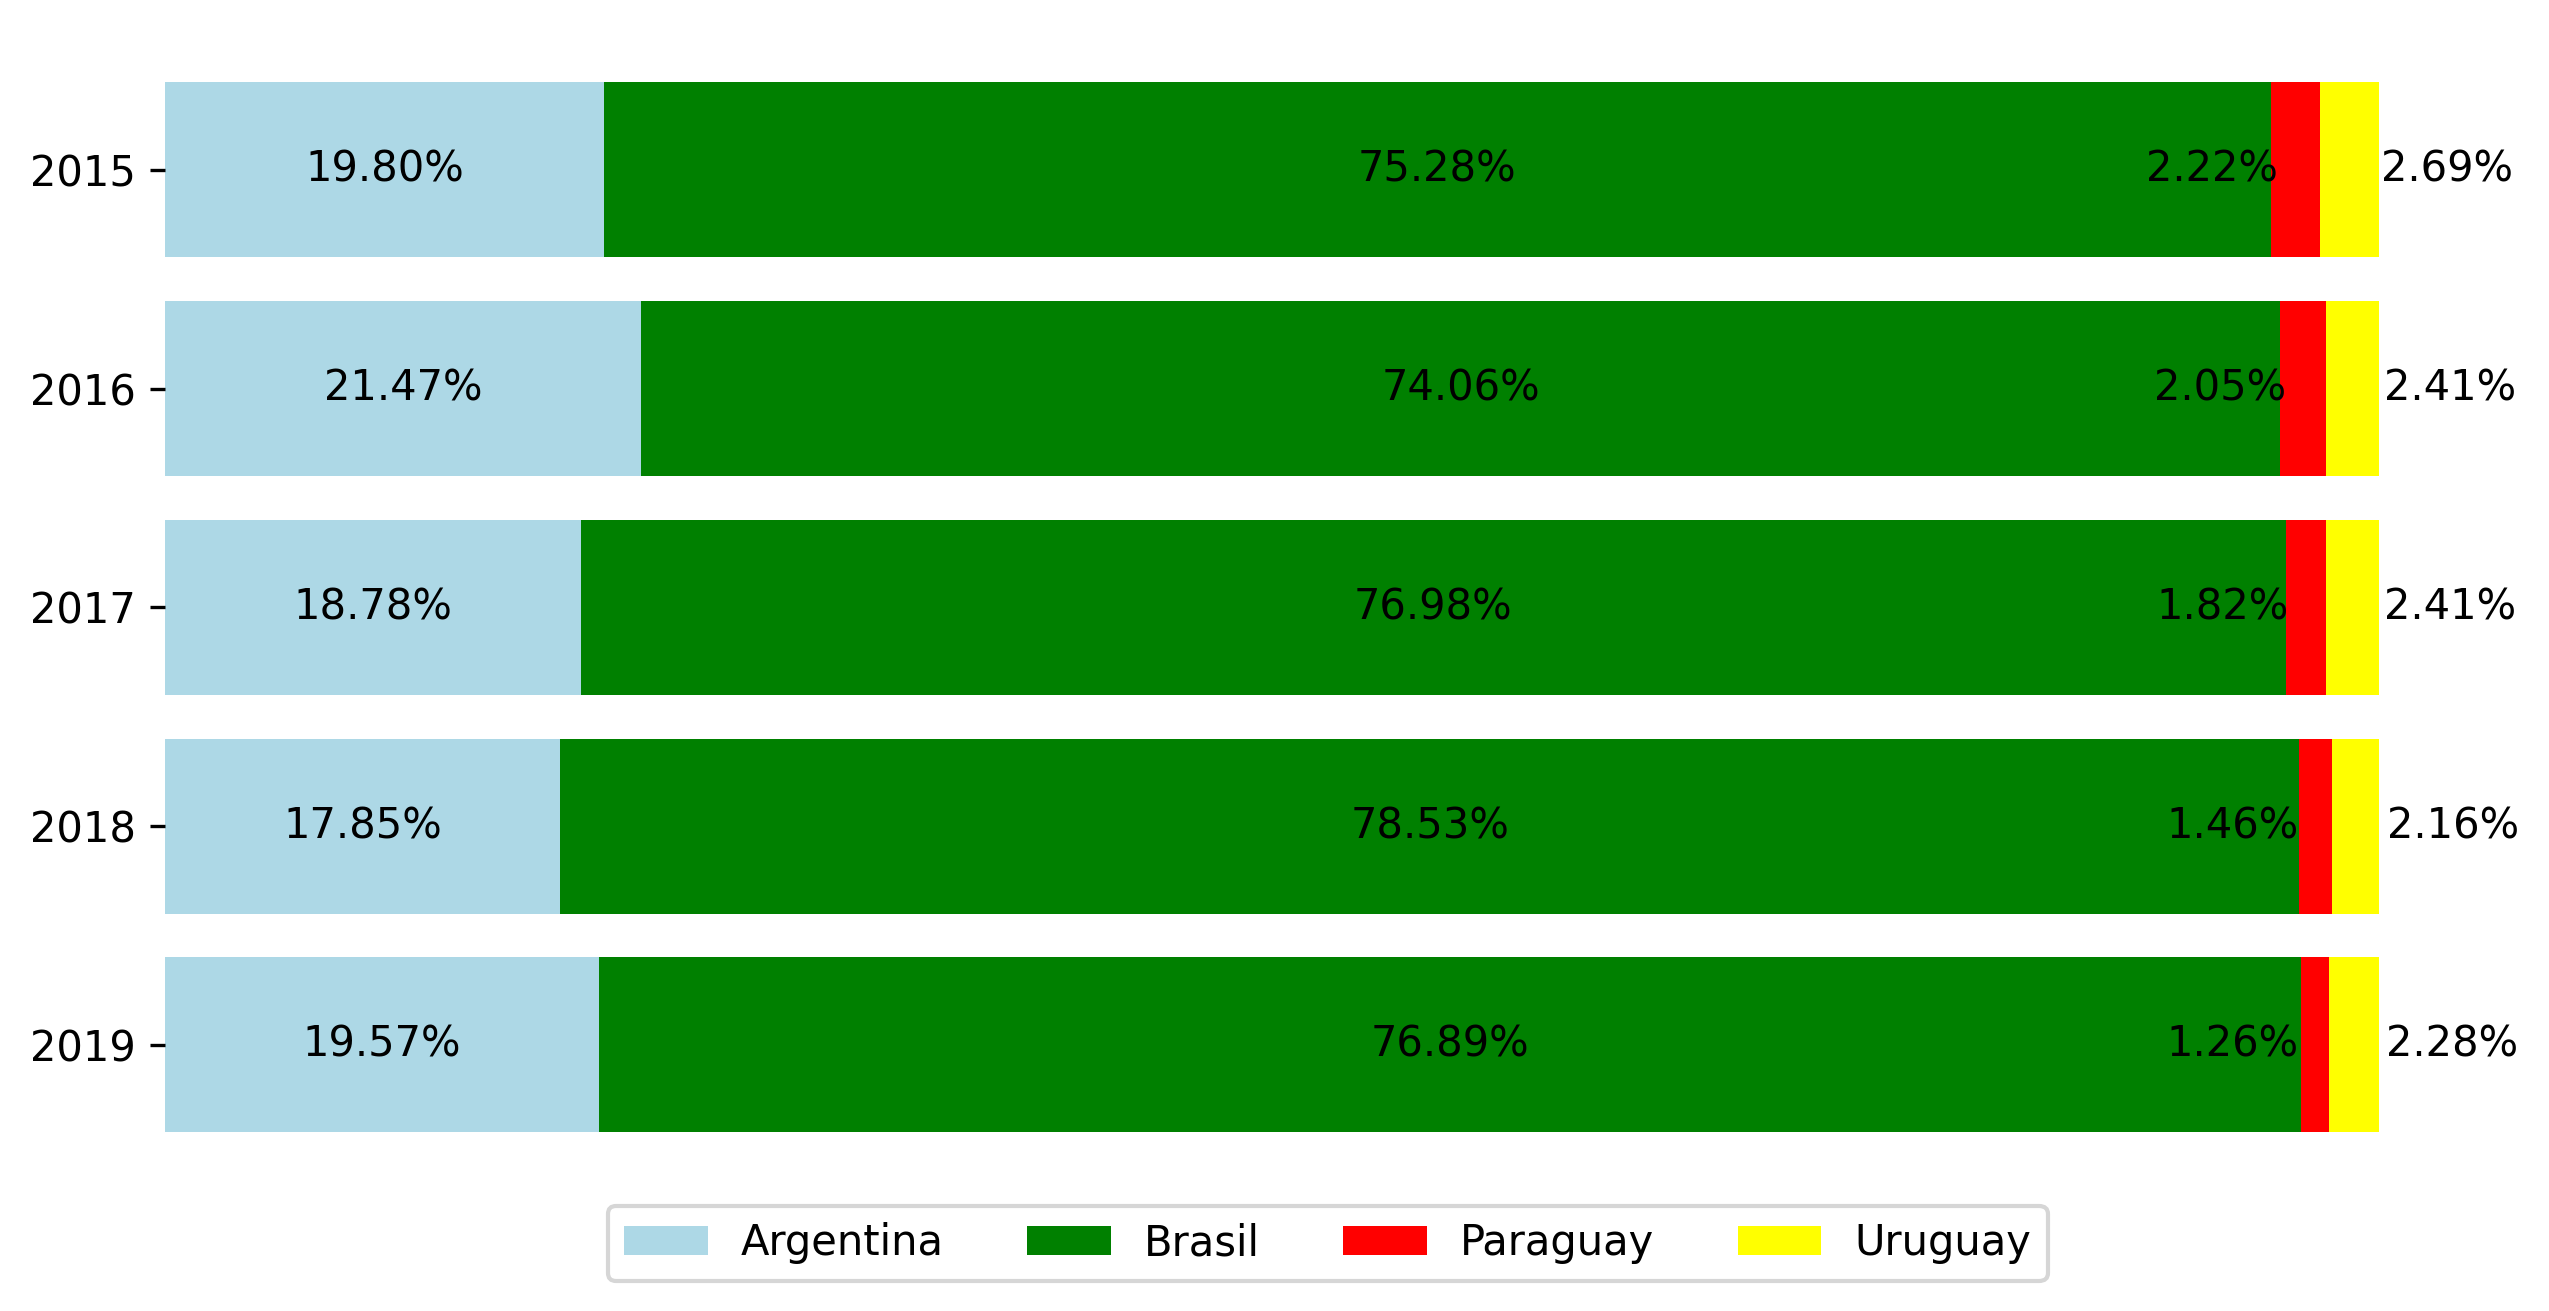 2015 19.80% 75.28% 2.22% 2.69%
2016 21.47% 74.06% 2.05% 2.41%
2017 18.78% 76.98% 1.82% 2.41%
2018 17.85% 78.53% 1.46% 2.16%
2019 19.57% 76.89% 1.26% 2.28%
Argentina Brasil Paraguay Uruguay